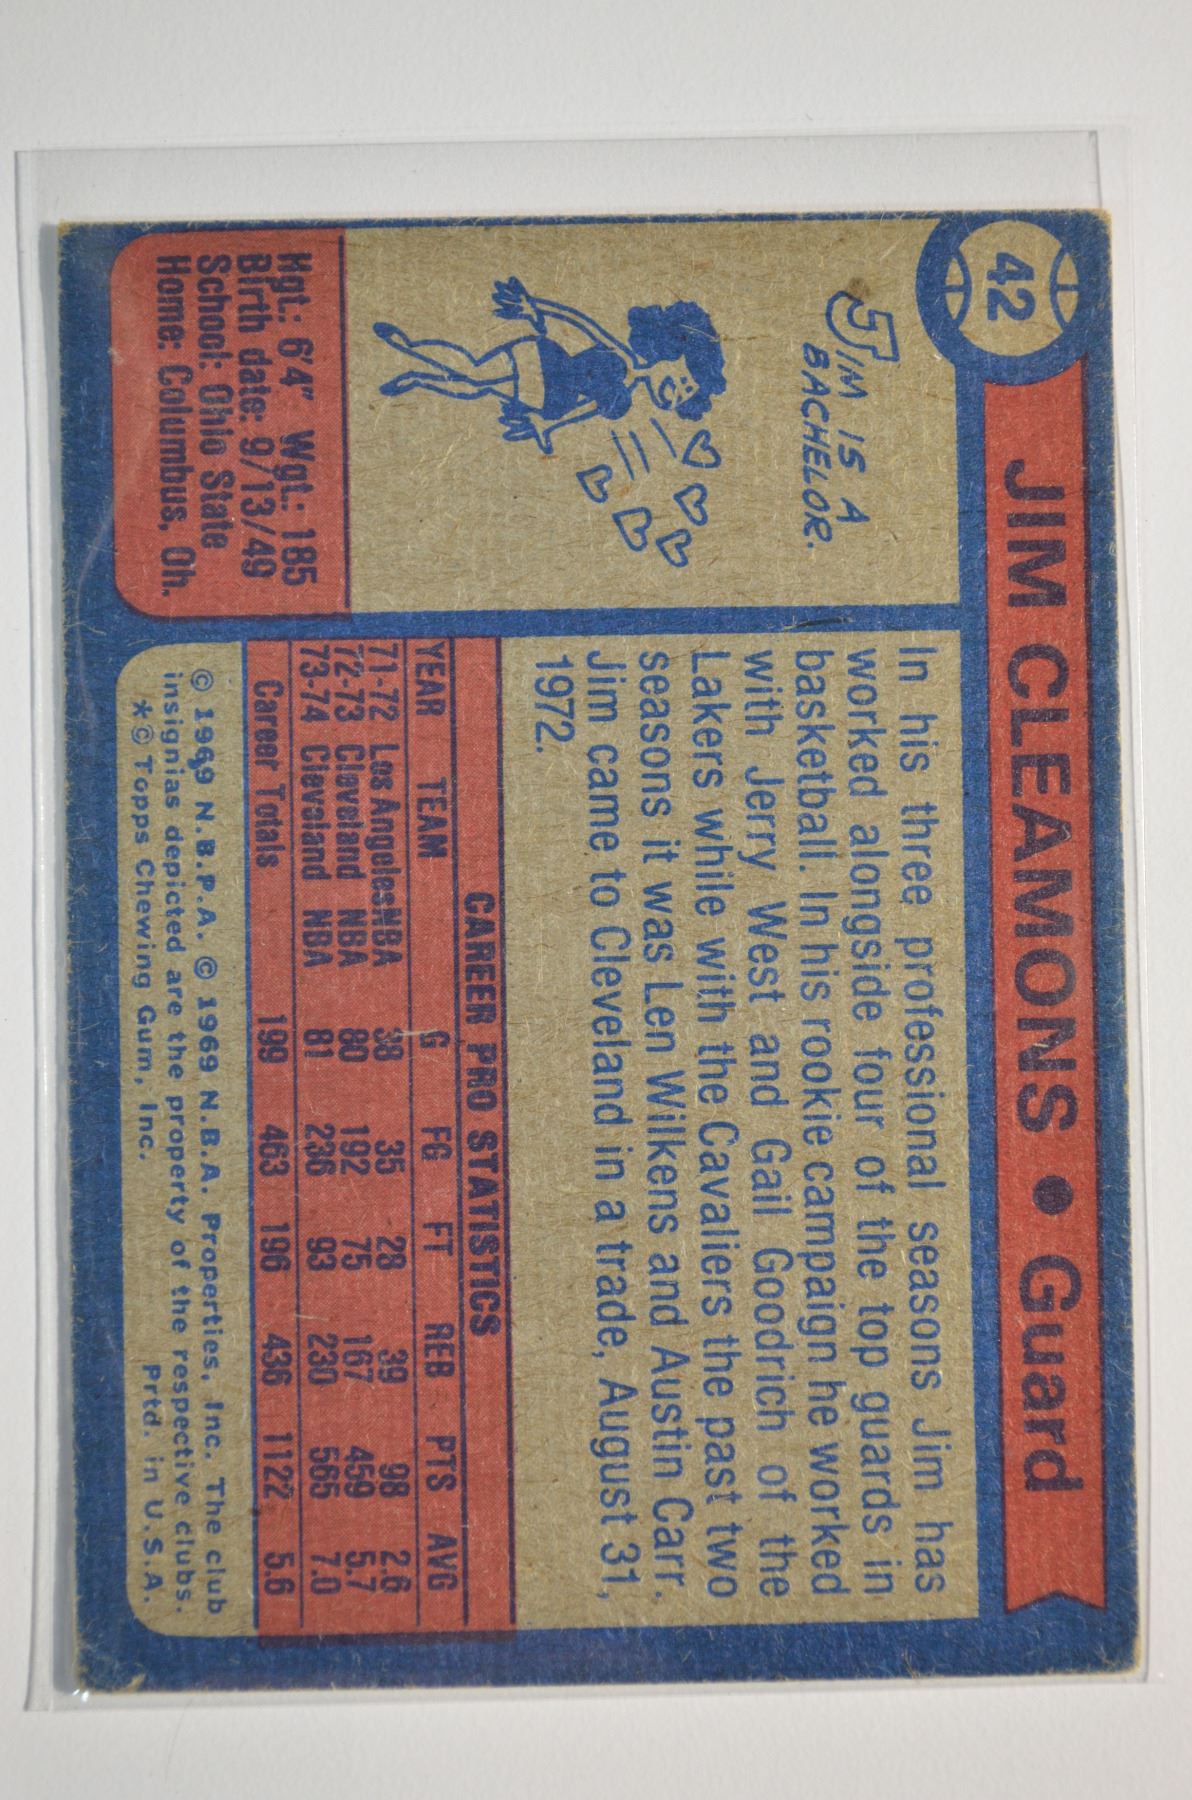 42
JIM CLEAMONS • Guard
JIM IS A
BACHELOR.
Hgt.: 6'4" Wgt.: 185
Birth date: 9/13/49
School: Ohio State
Home: Columbus, Oh.
In his three professional seasons Jim has
worked alongside four of the top guards in
basketball. In his rookie campaign he worked
with Jerry West and Gail Goodrich of the
Lakers while with the Cavaliers the past two
seasons it was Len Wilkens and Austin Carr.
Jim came to Cleveland in a trade, August 31,
1972.
CAREER PRO STATISTICS
YEAR TEAM G FG FT REB PTS AVG
71-72 Los Angeles NBA 38 35 28 39 98 2.6
72-73 Cleveland NBA 80 192 75 167 459 5.7
73-74 Cleveland NBA 81 236 93 230 565 7.0
Career Totals 199 463 196 436 1122 5.6
© 1969 N.B.P.A. © 1969 N.B.A. Properties, Inc. The club
insignias depicted are the property of the respective clubs.
* © Topps Chewing Gum, Inc. Prtd. in U.S.A.